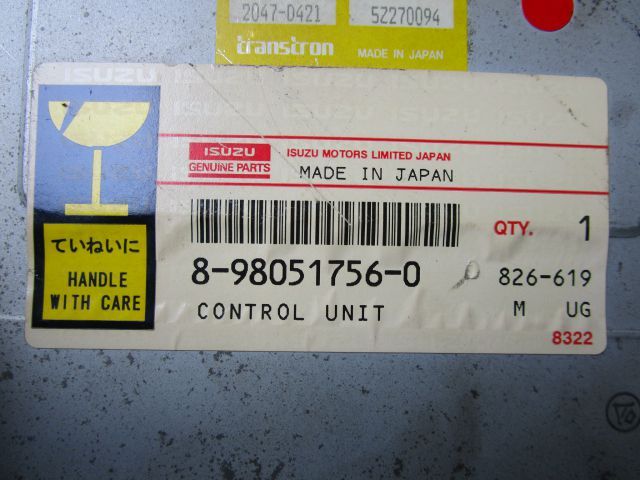 2047-0421 5Z270094
transtron MADE IN JAPAN
ISUZU
ISUZU MOTORS LIMITED JAPAN
ISUZU
GENUINE PARTS
MADE IN JAPAN
QTY. 1
8-98051756-0
826-619
CONTROL UNIT
M UG
8322
ていねいに
HANDLE
WITH CARE